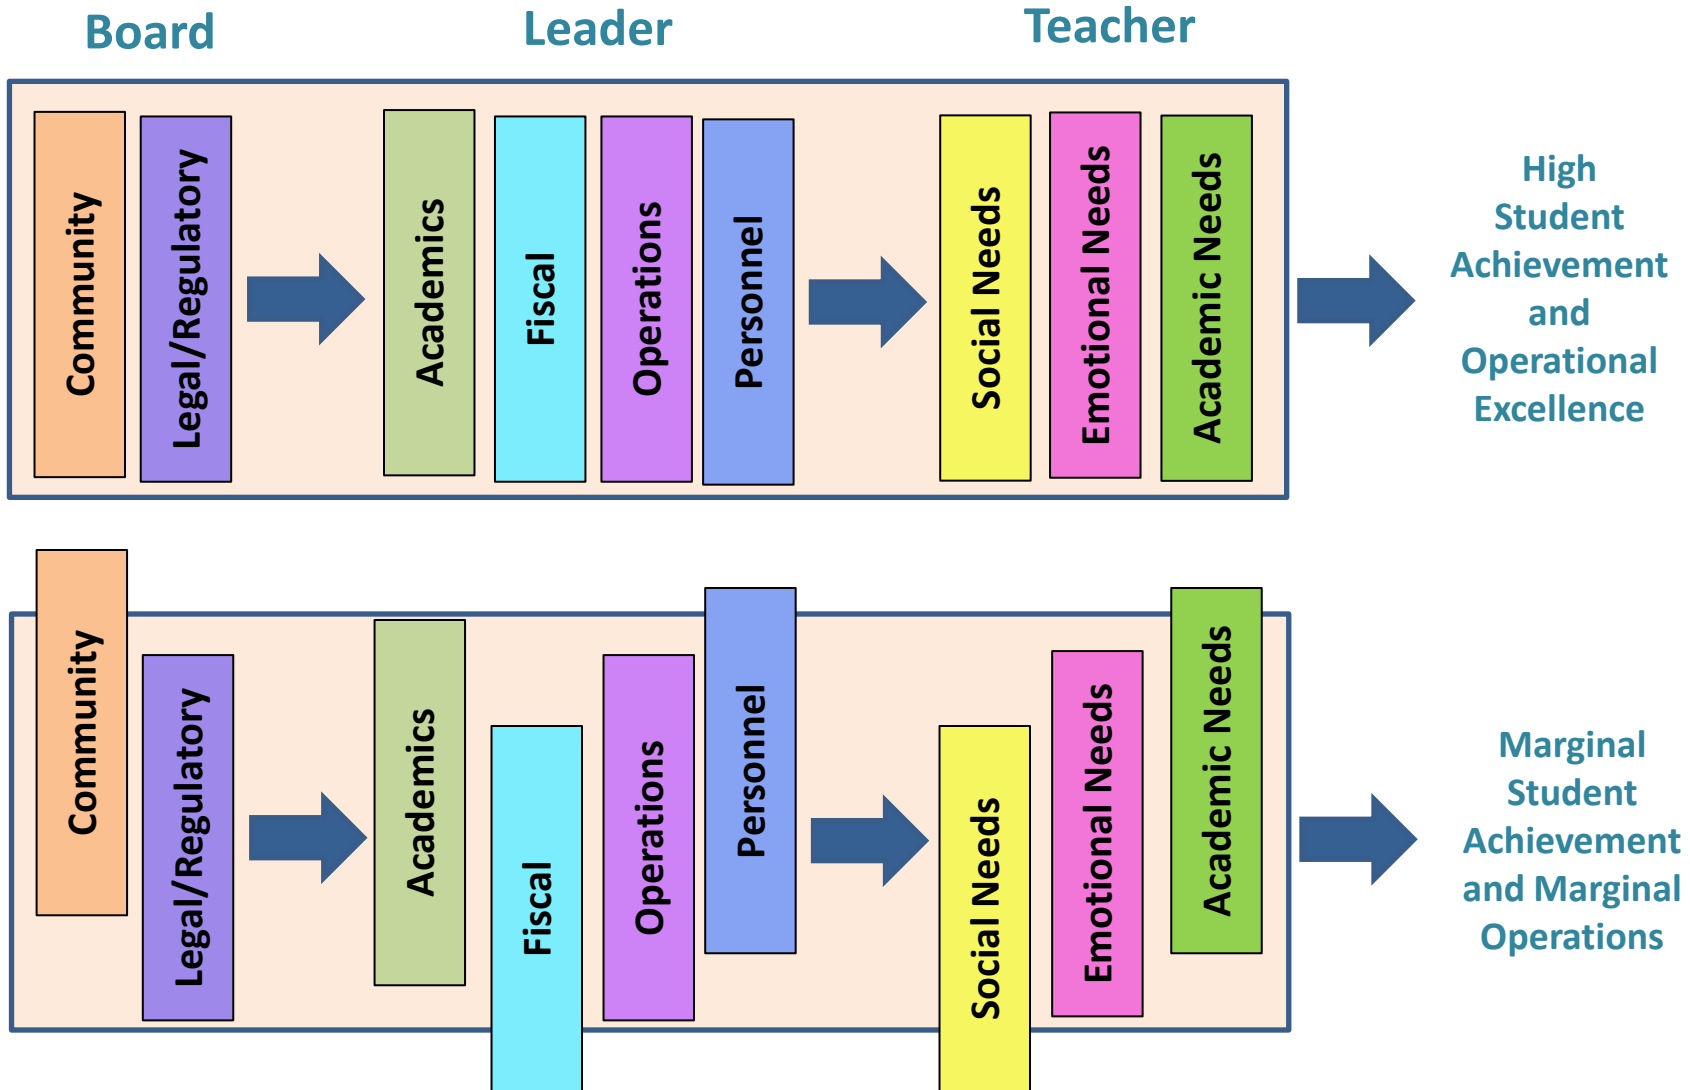 Board
Leader
Teacher
Community
Legal/Regulatory
Academics
Fiscal
Operations
Personnel
Social Needs
Emotional Needs
Academic Needs
High
Student
Achievement
and
Operational
Excellence
Community
Legal/Regulatory
Academics
Fiscal
Operations
Personnel
Social Needs
Emotional Needs
Academic Needs
Marginal
Student
Achievement
and Marginal
Operations